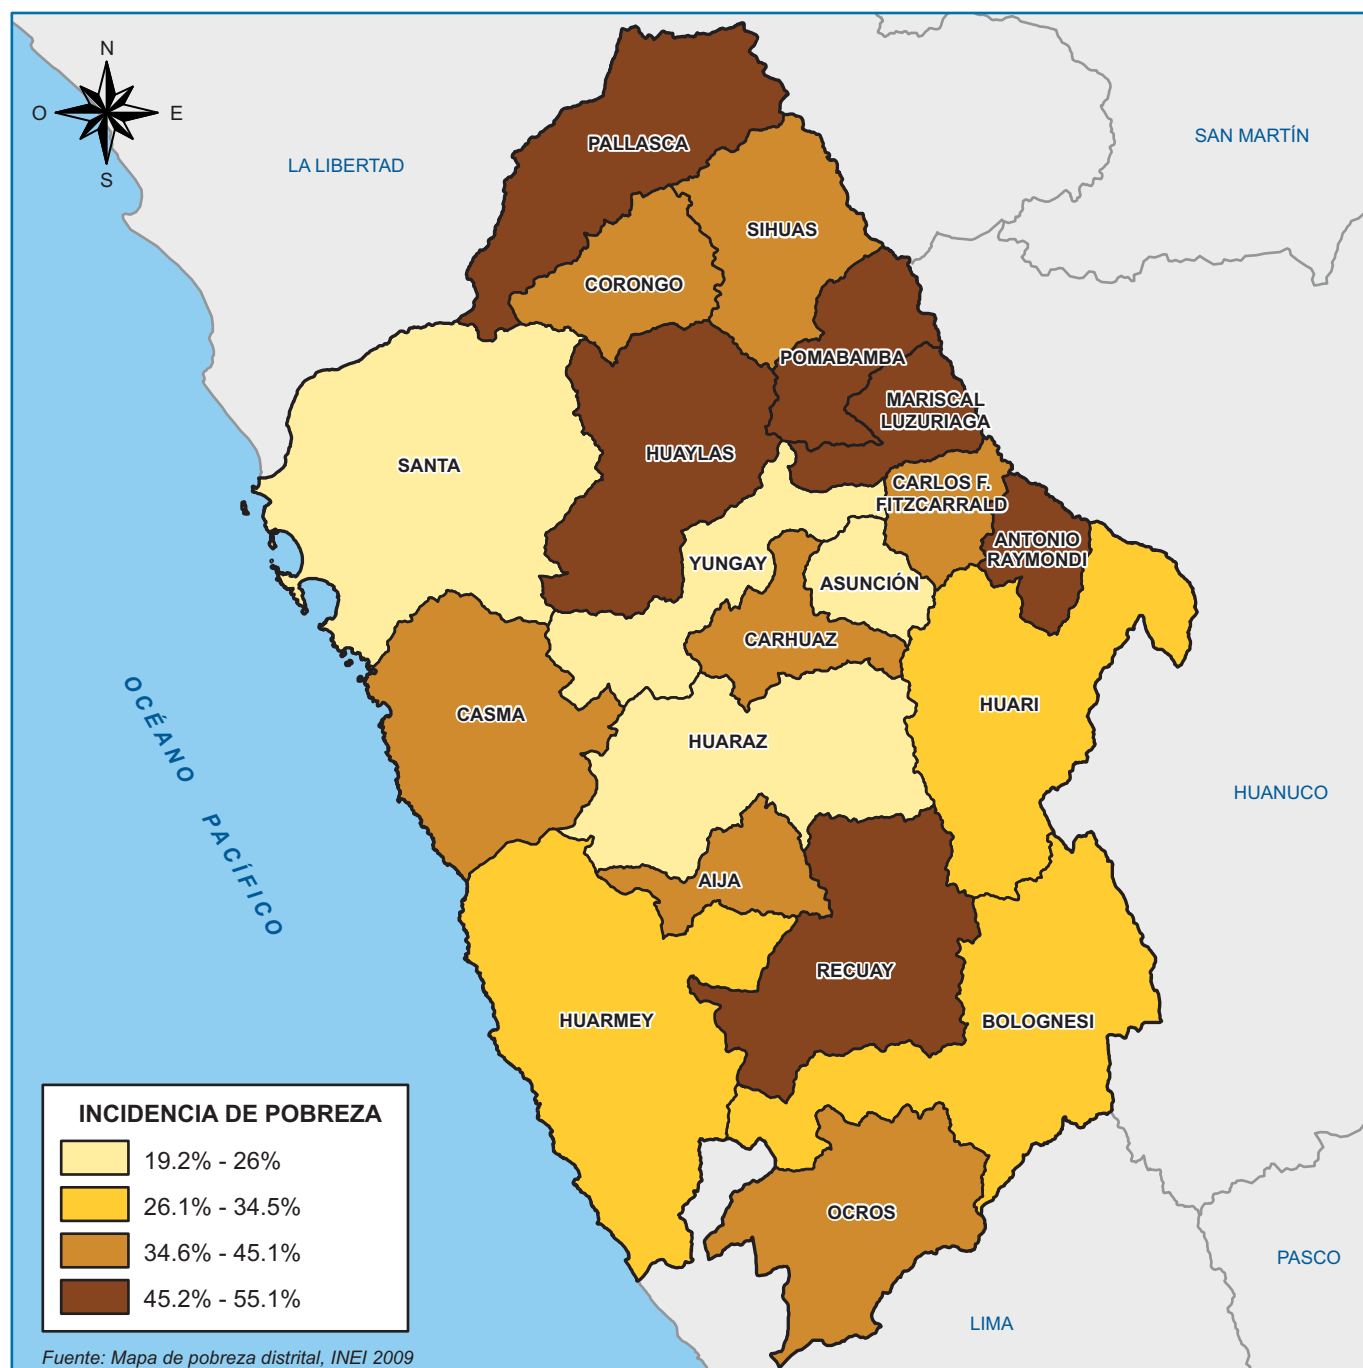 N
O
E
S
LA LIBERTAD
SAN MARTÍN
PALLASCA
SIHUAS
CORONGO
POMABAMBA
MARISCAL
LUZURIAGA
HUAYLAS
SANTA
CARLOS F.
FITZCARRALD
ANTONIO
RAYMONDI
YUNGAY
ASUNCIÓN
CARHUAZ
HUARI
CASMA
HUARAZ
OCÉANO PACÍFICO
HUANUCO
AIJA
RECUAY
HUARMEY
BOLOGNESI
OCROS
PASCO
LIMA
INCIDENCIA DE POBREZA
19.2% - 26%
26.1% - 34.5%
34.6% - 45.1%
45.2% - 55.1%
Fuente: Mapa de pobreza distrital, INEI 2009